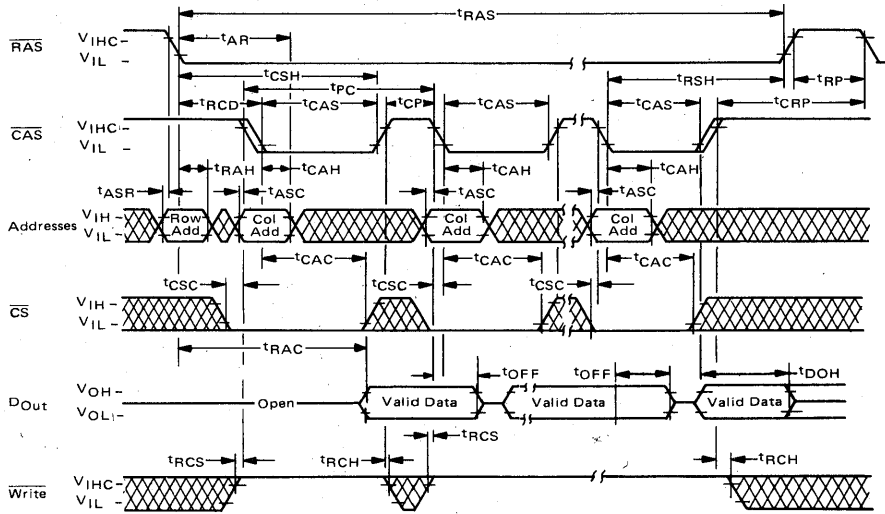 tRAS
RAS VIHC
VIL
tAR
tCSH
tPC
tRSH
tRP
tRCD
tCAS
tCP
tCAS
tCAS
tCRP
CAS VIHC
VIL
tRAH
tCAH
tCAH
tCAH
tASR
tASC
tASC
tASC
Addresses VIH
VIL
Row Add
Col Add
Col Add
Col Add
tCAC
tCAC
tCAC
tCSC
tCSC
tCSC
CS VIH
VIL
tRAC
tOFF
tOFF
tDOH
DOut VOH
VOL
Open
Valid Data
Valid Data
Valid Data
tRCS
tRCS
tRCH
tRCH
Write VIHC
VIL